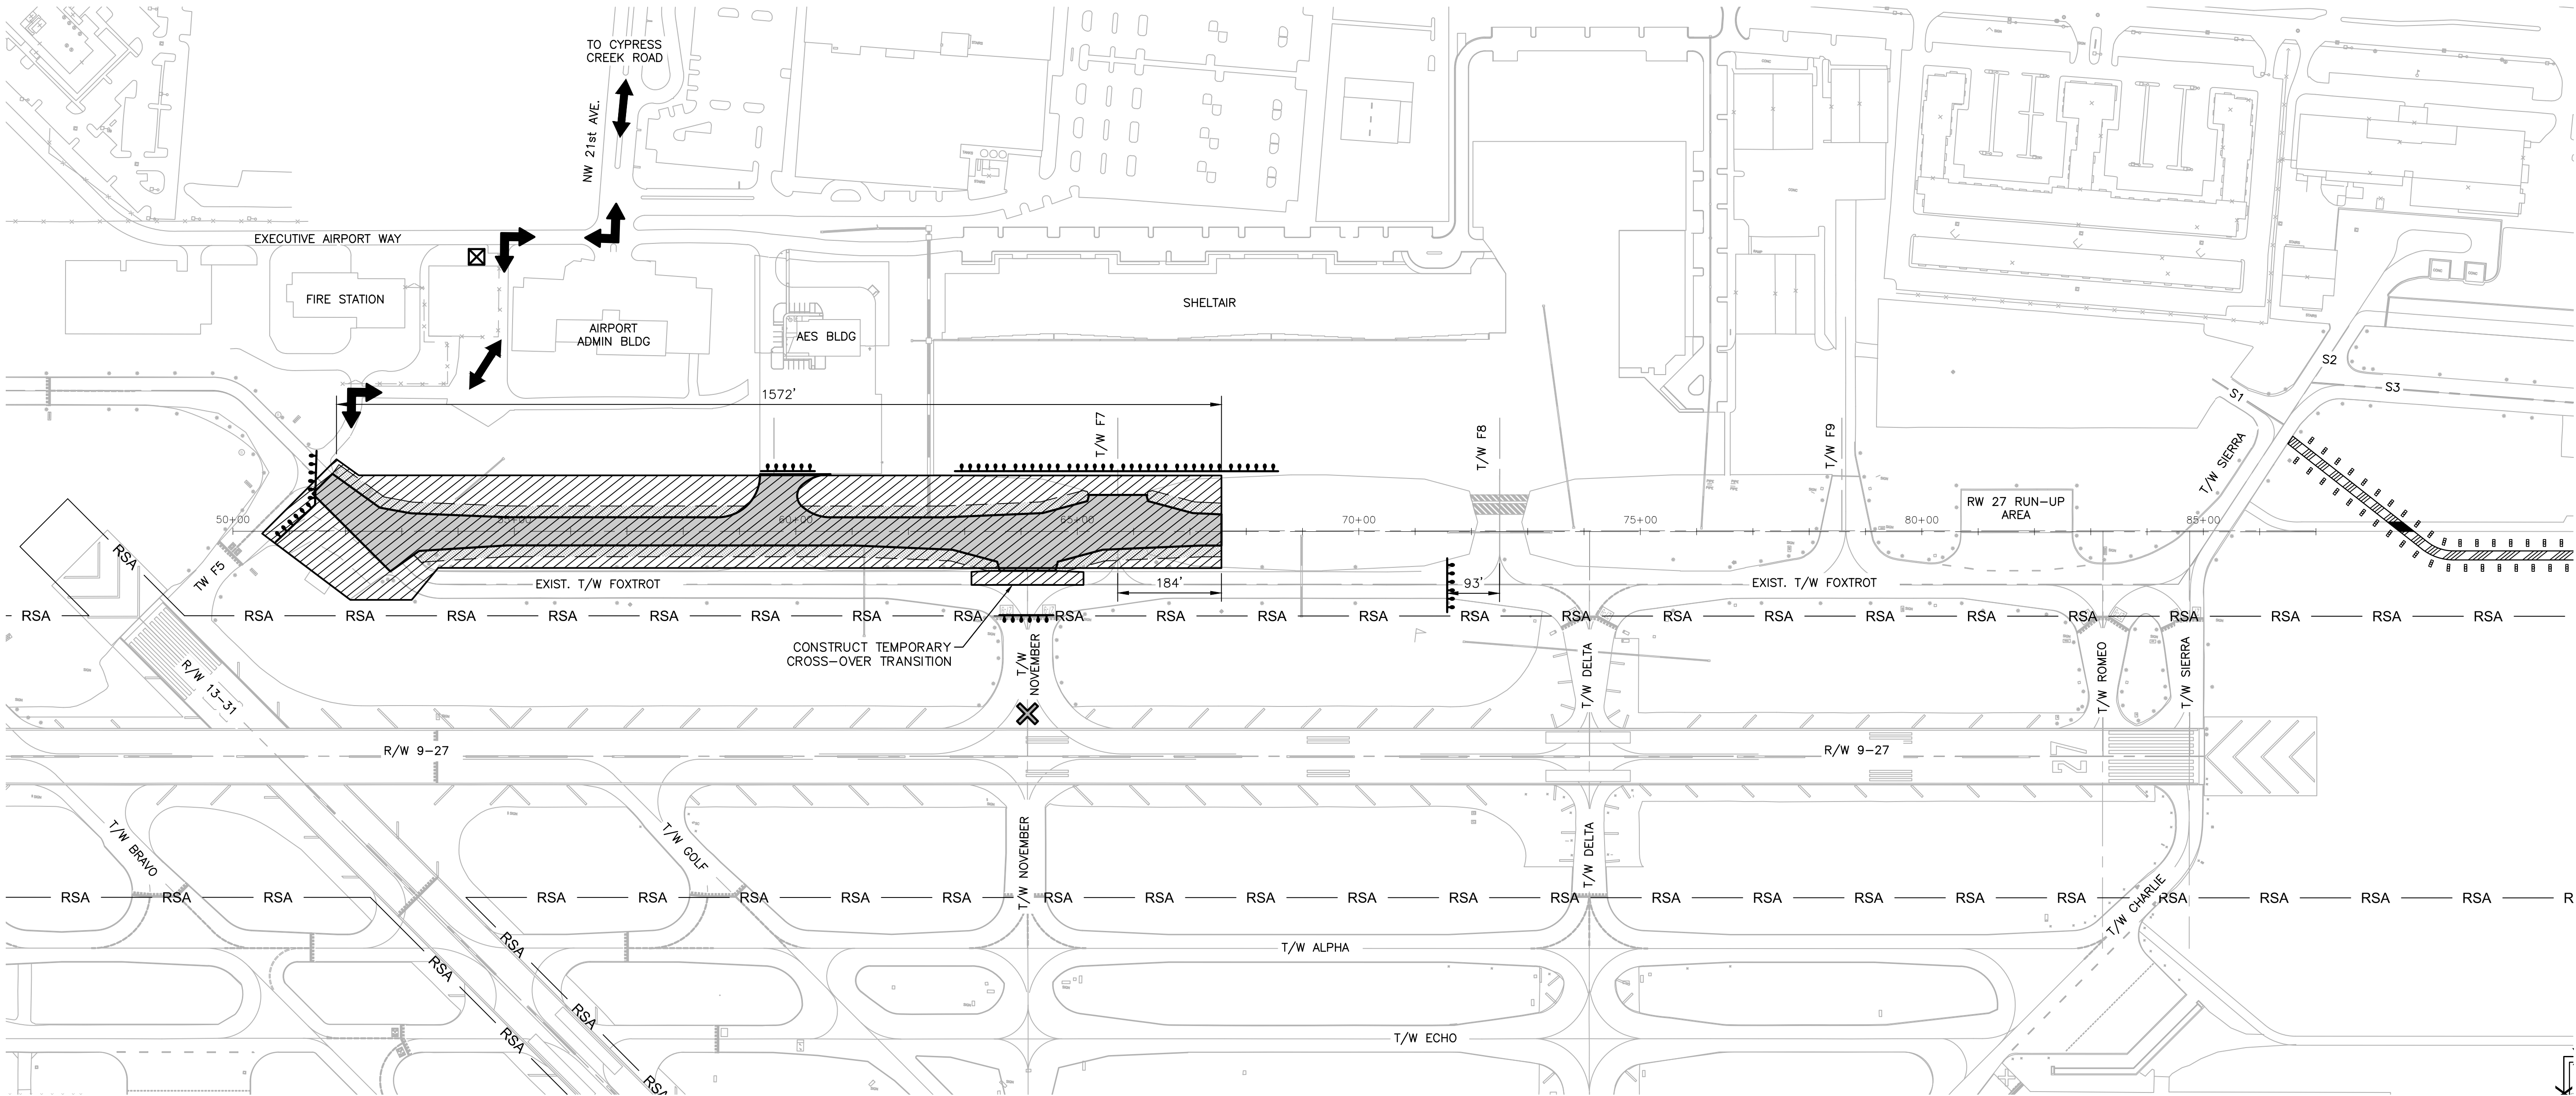 TO CYPRESS
CREEK ROAD
NW 21st AVE.
EXECUTIVE AIRPORT WAY
FIRE STATION
AIRPORT
ADMIN BLDG
AES BLDG
SHELTAIR
S2
S3
S1
1572'
T/W F7
T/W F8
T/W F9
T/W SIERRA
RW 27 RUN-UP
AREA
50+00
55+00
60+00
65+00
70+00
75+00
80+00
85+00
RSA
TW F5
EXIST. T/W FOXTROT
184'
93'
EXIST. T/W FOXTROT
RSA RSA RSA RSA RSA RSA RSA RSA RSA RSA RSA RSA RSA RSA RSA RSA RSA RSA RSA RSA RSA RSA RSA RSA
CONSTRUCT TEMPORARY
CROSS-OVER TRANSITION
T/W
NOVEMBER
T/W DELTA
T/W ROMEO
T/W SIERRA
R/W 13-31
R/W 9-27
R/W 9-27
27
T/W BRAVO
T/W GOLF
T/W NOVEMBER
T/W DELTA
T/W CHARLIE
RSA RSA RSA RSA RSA RSA RSA RSA RSA RSA RSA RSA RSA RSA RSA RSA RSA RSA RSA RSA RSA RSA RSA RSA R
RSA
RSA
T/W ALPHA
RSA
RSA
T/W ECHO
RSA